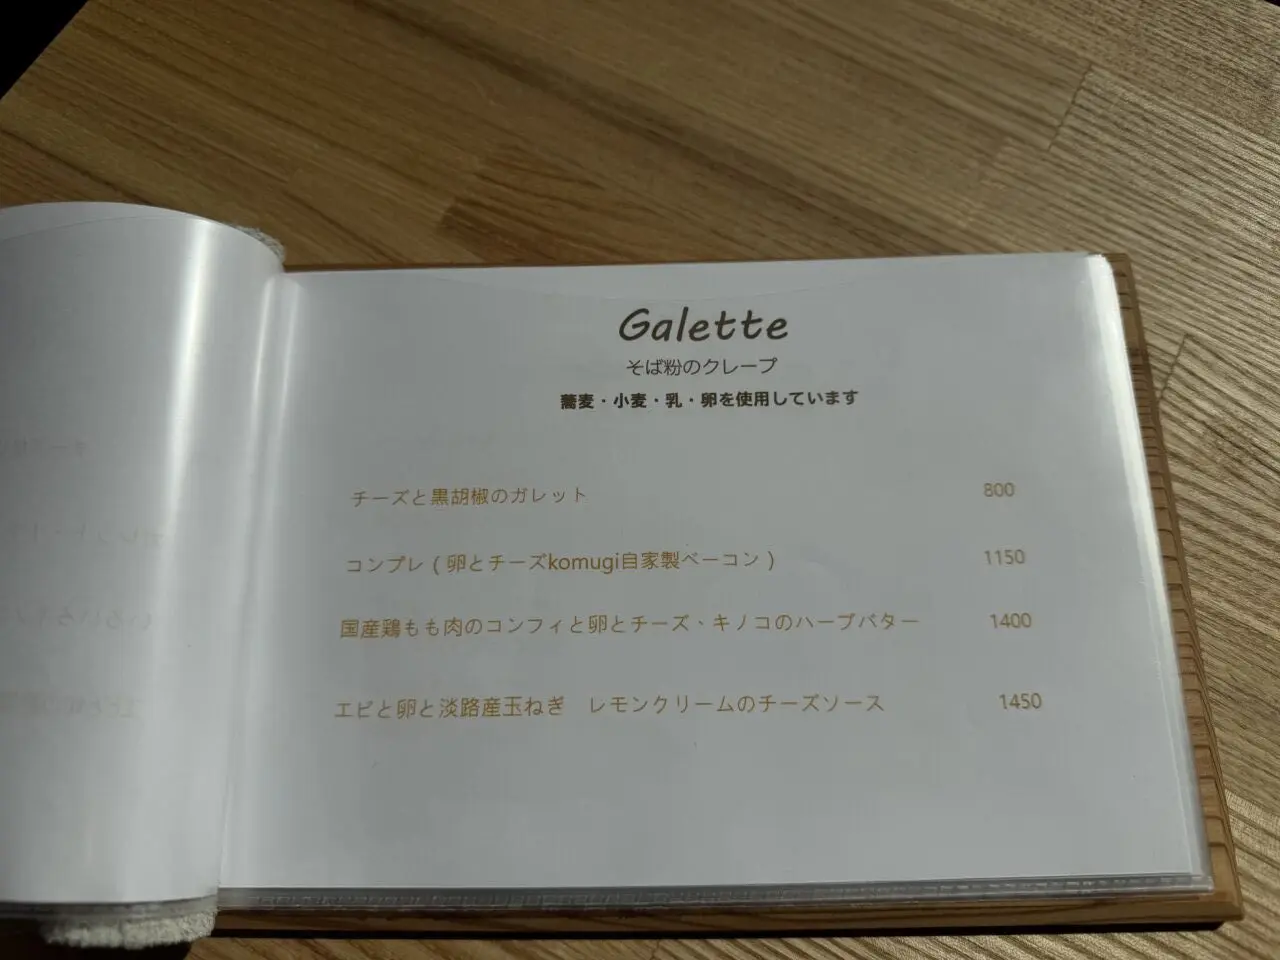 Galette
そば粉のクレープ
蕎麦・小麦・乳・卵を使用しています
チーズと黒胡椒のガレット 800
コンプレ ( 卵とチーズkomugi自家製ベーコン ) 1150
国産鶏もも肉のコンフィと卵とチーズ、キノコのハーブバター 1400
エビと卵と淡路産玉ねぎ　レモンクリームのチーズソース 1450